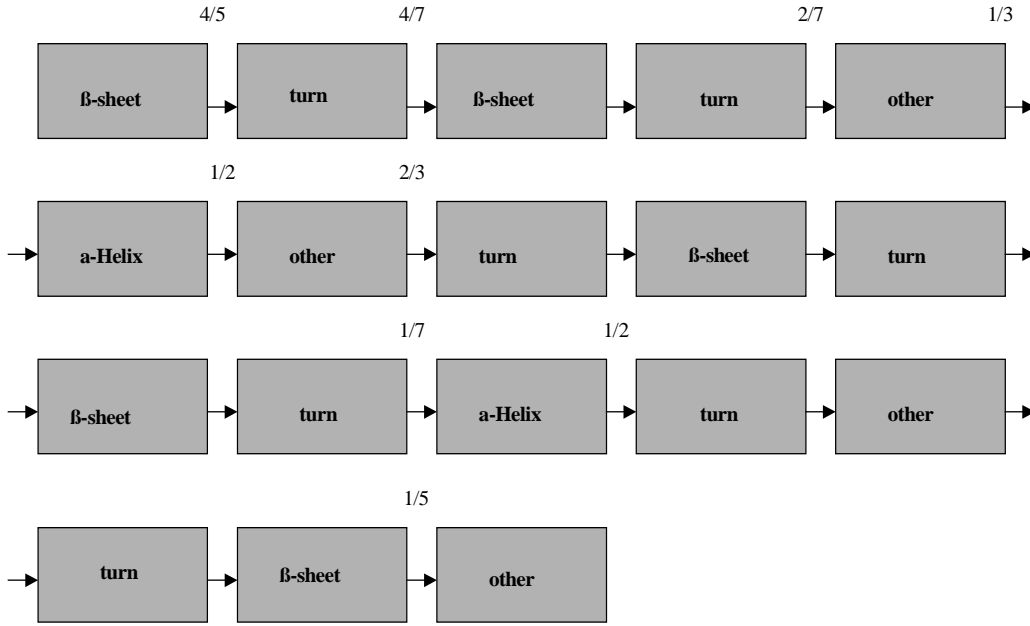 4/5 4/7 2/7 1/3
ß-sheet turn ß-sheet turn other
1/2 2/3
a-Helix other turn ß-sheet turn
1/7 1/2
ß-sheet turn a-Helix turn other
1/5
turn ß-sheet other